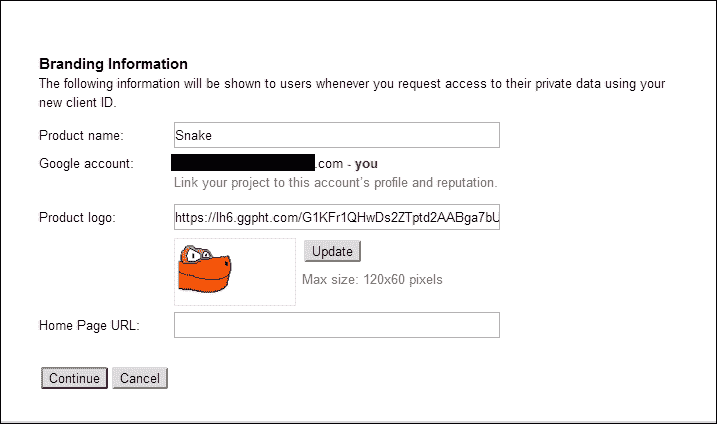 Branding Information
The following information will be shown to users whenever you request access to their private data using your
new client ID.
Product name: Snake
Google account: .com - you
Link your project to this account's profile and reputation.
Product logo: https://lh6.ggpht.com/G1KFr1QHwDs2ZTptd2AABga7bU
Update
Max size: 120x60 pixels
Home Page URL:
Continue Cancel